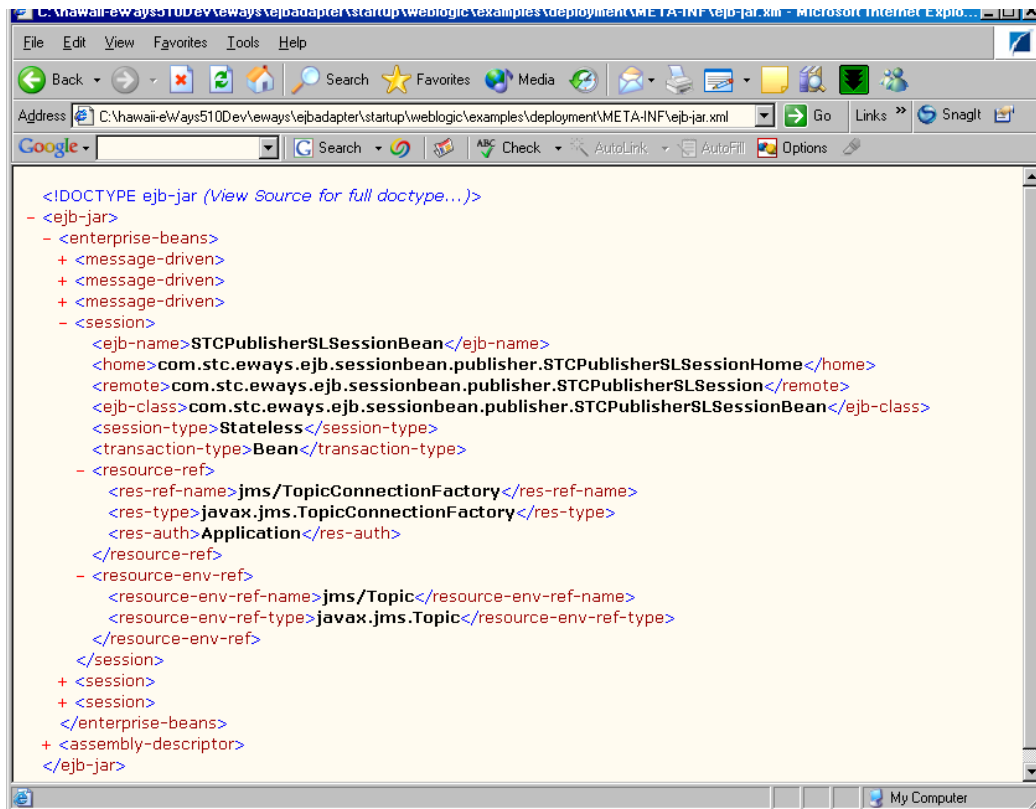 C:\hawaii-eWays510Dev\eways\ejbadapter\startup\weblogic\examples\deployment\META-INF\ejb-jar.xm - Microsoft Internet Explo...
File Edit View Favorites Tools Help
Back Search Favorites Media
Address C:\hawaii-eWays510Dev\eways\ejbadapter\startup\weblogic\examples\deployment\META-INF\ejb-jar.xml Go Links » SnagIt
Google Search ABC Check AutoLink AutoFill Options
<!DOCTYPE ejb-jar (View Source for full doctype...)>
- <ejb-jar>
- <enterprise-beans>
+ <message-driven>
+ <message-driven>
+ <message-driven>
- <session>
<ejb-name>STCPublisherSLSessionBean</ejb-name>
<home>com.stc.eways.ejb.sessionbean.publisher.STCPublisherSLSessionHome</home>
<remote>com.stc.eways.ejb.sessionbean.publisher.STCPublisherSLSession</remote>
<ejb-class>com.stc.eways.ejb.sessionbean.publisher.STCPublisherSLSessionBean</ejb-class>
<session-type>Stateless</session-type>
<transaction-type>Bean</transaction-type>
- <resource-ref>
<res-ref-name>jms/TopicConnectionFactory</res-ref-name>
<res-type>javax.jms.TopicConnectionFactory</res-type>
<res-auth>Application</res-auth>
</resource-ref>
- <resource-env-ref>
<resource-env-ref-name>jms/Topic</resource-env-ref-name>
<resource-env-ref-type>javax.jms.Topic</resource-env-ref-type>
</resource-env-ref>
</session>
+ <session>
+ <session>
</enterprise-beans>
+ <assembly-descriptor>
</ejb-jar>
My Computer